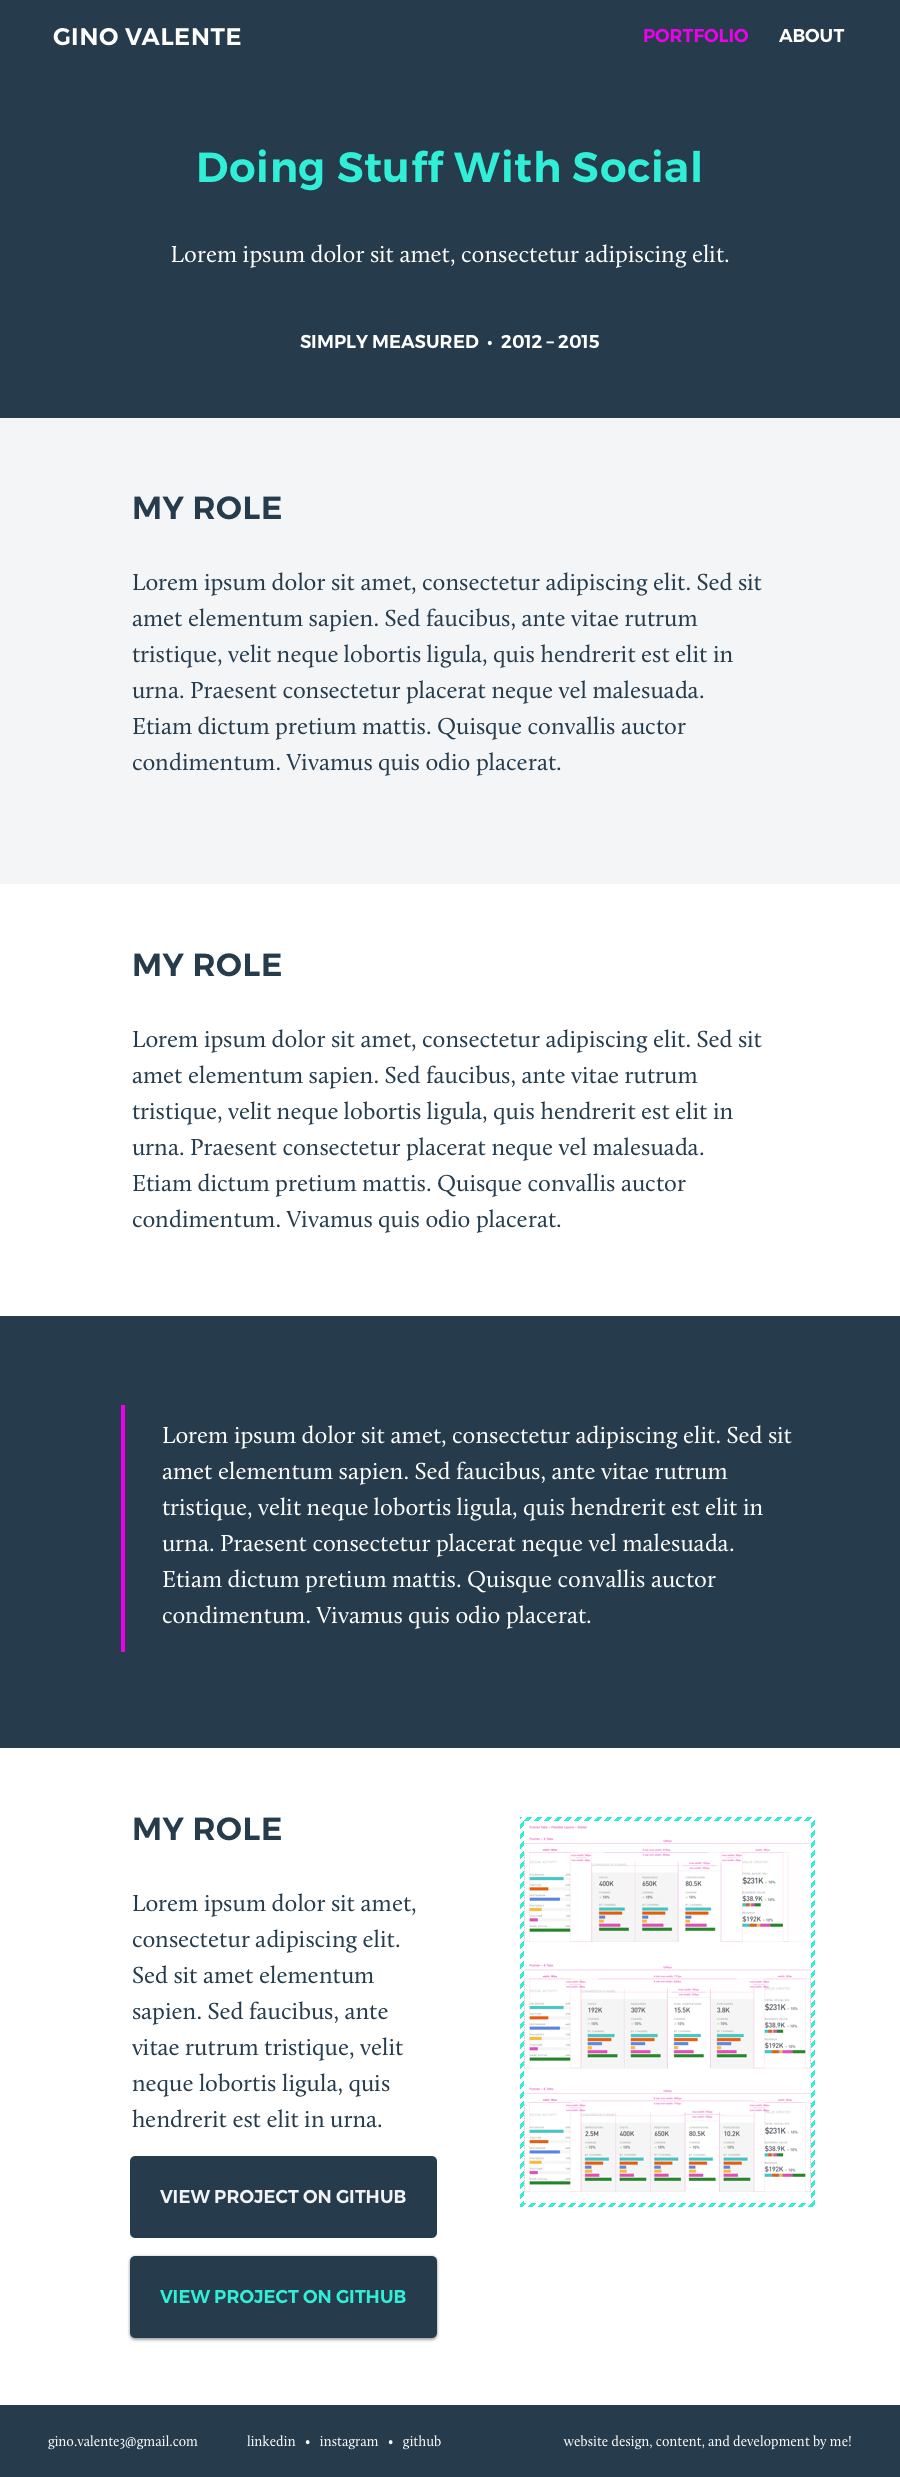 GINO VALENTE
PORTFOLIO ABOUT
Doing Stuff With Social
Lorem ipsum dolor sit amet, consectetur adipiscing elit.
SIMPLY MEASURED • 2012 – 2015
MY ROLE
Lorem ipsum dolor sit amet, consectetur adipiscing elit. Sed sit
amet elementum sapien. Sed faucibus, ante vitae rutrum
tristique, velit neque lobortis ligula, quis hendrerit est elit in
urna. Praesent consectetur placerat neque vel malesuada.
Etiam dictum pretium mattis. Quisque convallis auctor
condimentum. Vivamus quis odio placerat.
MY ROLE
Lorem ipsum dolor sit amet, consectetur adipiscing elit. Sed sit
amet elementum sapien. Sed faucibus, ante vitae rutrum
tristique, velit neque lobortis ligula, quis hendrerit est elit in
urna. Praesent consectetur placerat neque vel malesuada.
Etiam dictum pretium mattis. Quisque convallis auctor
condimentum. Vivamus quis odio placerat.
Lorem ipsum dolor sit amet, consectetur adipiscing elit. Sed sit
amet elementum sapien. Sed faucibus, ante vitae rutrum
tristique, velit neque lobortis ligula, quis hendrerit est elit in
urna. Praesent consectetur placerat neque vel malesuada.
Etiam dictum pretium mattis. Quisque convallis auctor
condimentum. Vivamus quis odio placerat.
MY ROLE
Lorem ipsum dolor sit amet,
consectetur adipiscing elit.
Sed sit amet elementum
sapien. Sed faucibus, ante
vitae rutrum tristique, velit
neque lobortis ligula, quis
hendrerit est elit in urna.
VIEW PROJECT ON GITHUB
VIEW PROJECT ON GITHUB
400K 650K 80.5K
$231K
$38.9K
$192K
192K 307K 15.5K 3.8K
$231K
$38.9K
$192K
2.5M 400K 650K 80.5K 10.2K
$231K
$38.9K
$192K
gino.valente3@gmail.com
linkedin • instagram • github
website design, content, and development by me!